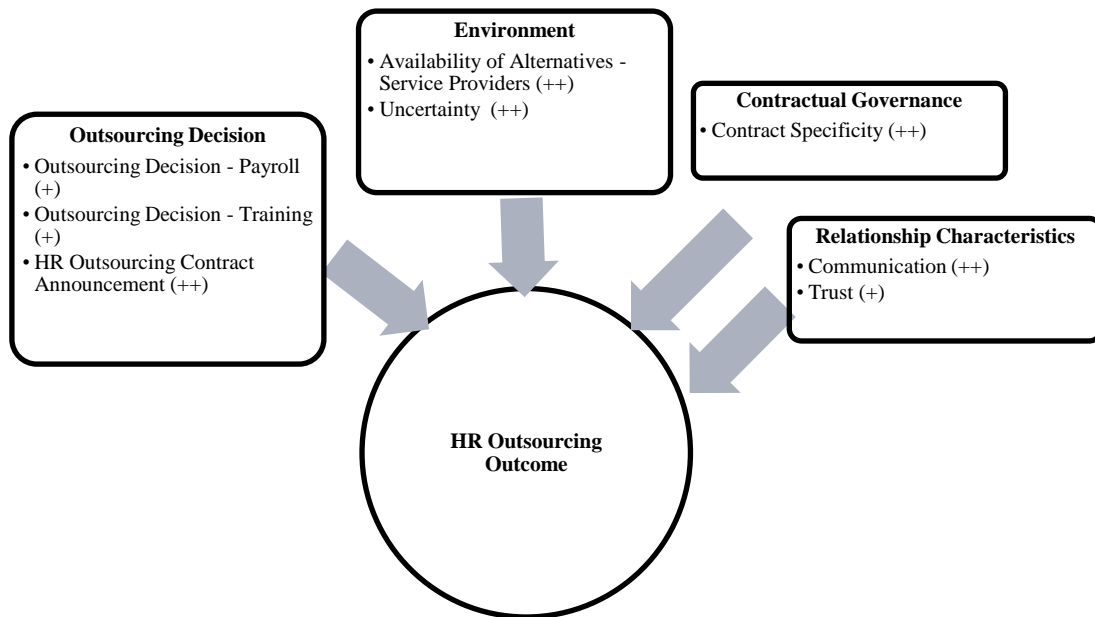 Outsourcing Decision
• Outsourcing Decision - Payroll
(+)
• Outsourcing Decision - Training
(+)
• HR Outsourcing Contract
Announcement (++)
Environment
• Availability of Alternatives -
Service Providers (++)
• Uncertainty (++)
Contractual Governance
• Contract Specificity (++)
Relationship Characteristics
• Communication (++)
• Trust (+)
HR Outsourcing
Outcome